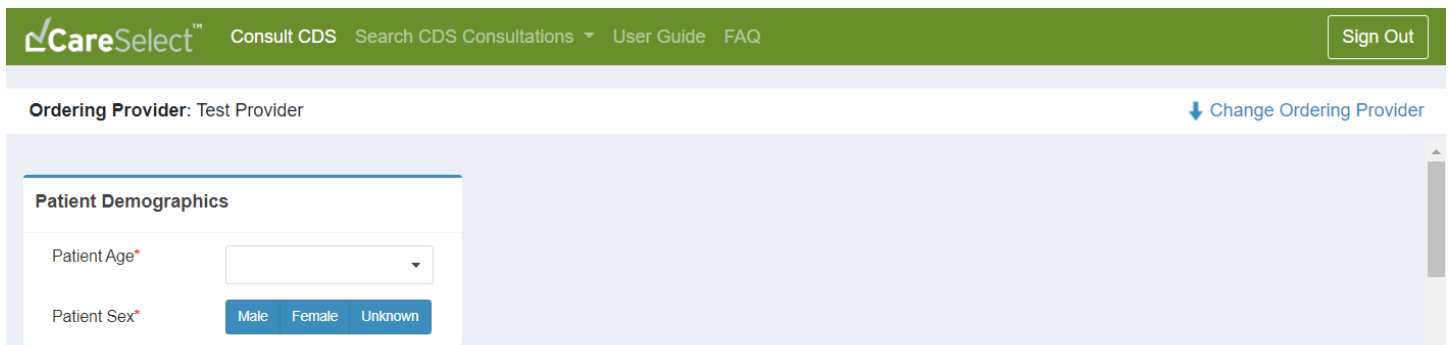 CareSelect™ Consult CDS Search CDS Consultations User Guide FAQ Sign Out
Ordering Provider: Test Provider Change Ordering Provider
Patient Demographics
Patient Age*
Patient Sex* Male Female Unknown